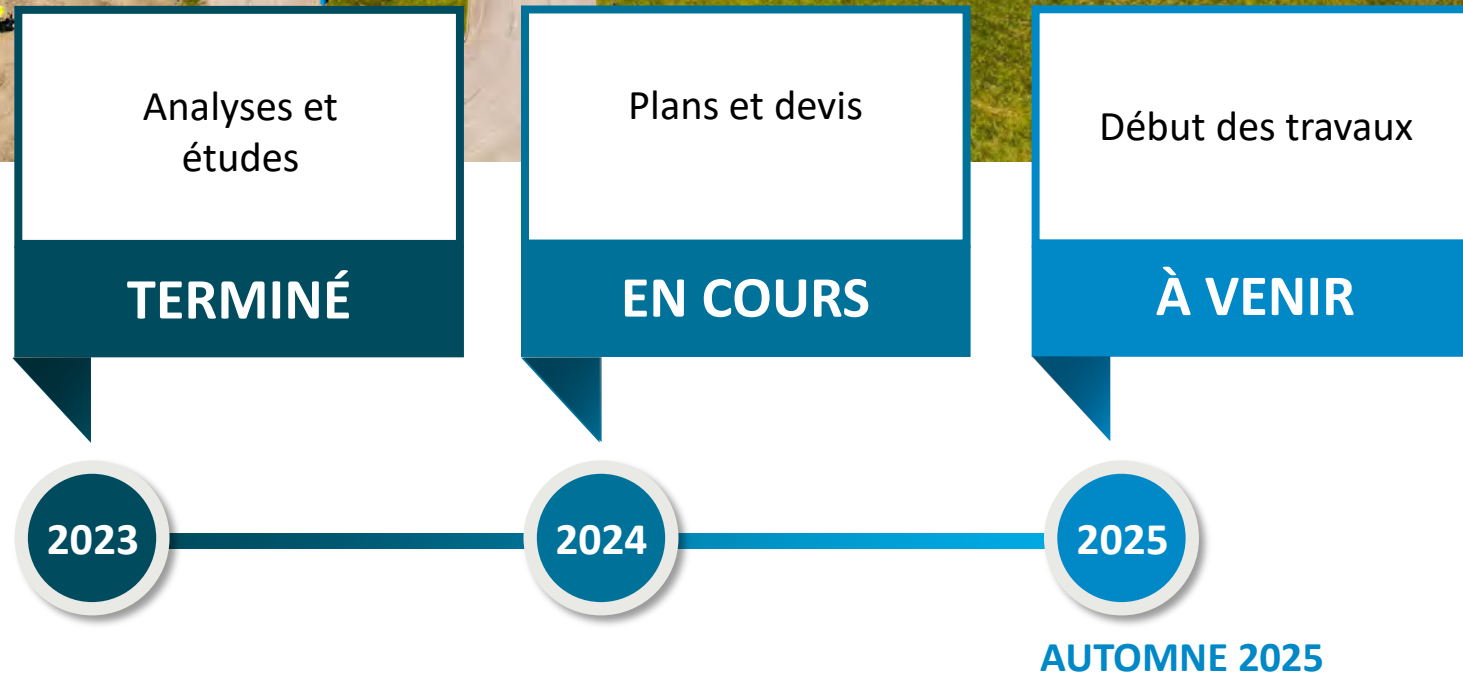 Analyses et
études
TERMINÉ
Plans et devis
EN COURS
Début des travaux
À VENIR
2023
2024
2025
AUTOMNE 2025